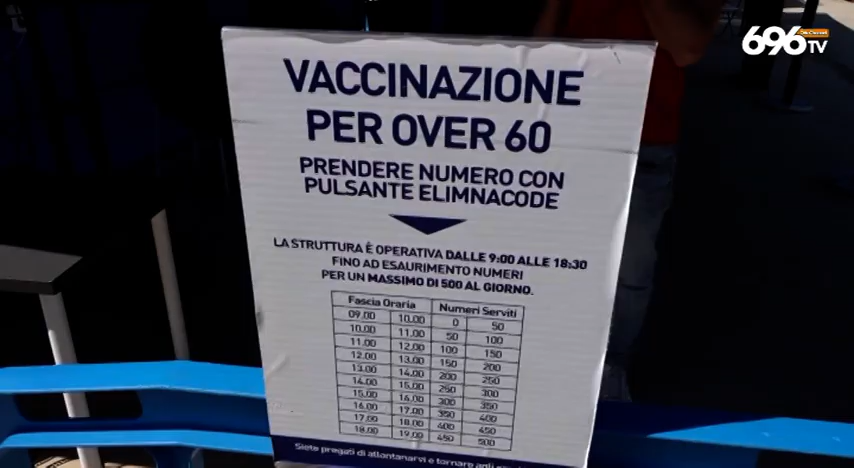 696 TV
VACCINAZIONE
PER OVER 60
PRENDERE NUMERO CON
PULSANTE ELIMNACODE
LA STRUTTURA È OPERATIVA DALLE 9:00 ALLE 18:30
FINO AD ESAURIMENTO NUMERI
PER UN MASSIMO DI 500 AL GIORNO.
Fascia Oraria Numeri Serviti
09.00 10.00 0 50
10.00 11.00 50 100
11.00 12.00 100 150
12.00 13.00 150 200
13.00 14.00 200 250
14.00 15.00 250 300
15.00 16.00 300 350
16.00 17.00 350 400
17.00 18.00 400 450
18.00 19.00 450 500
Siete pregati di allontanarvi e tornare agli